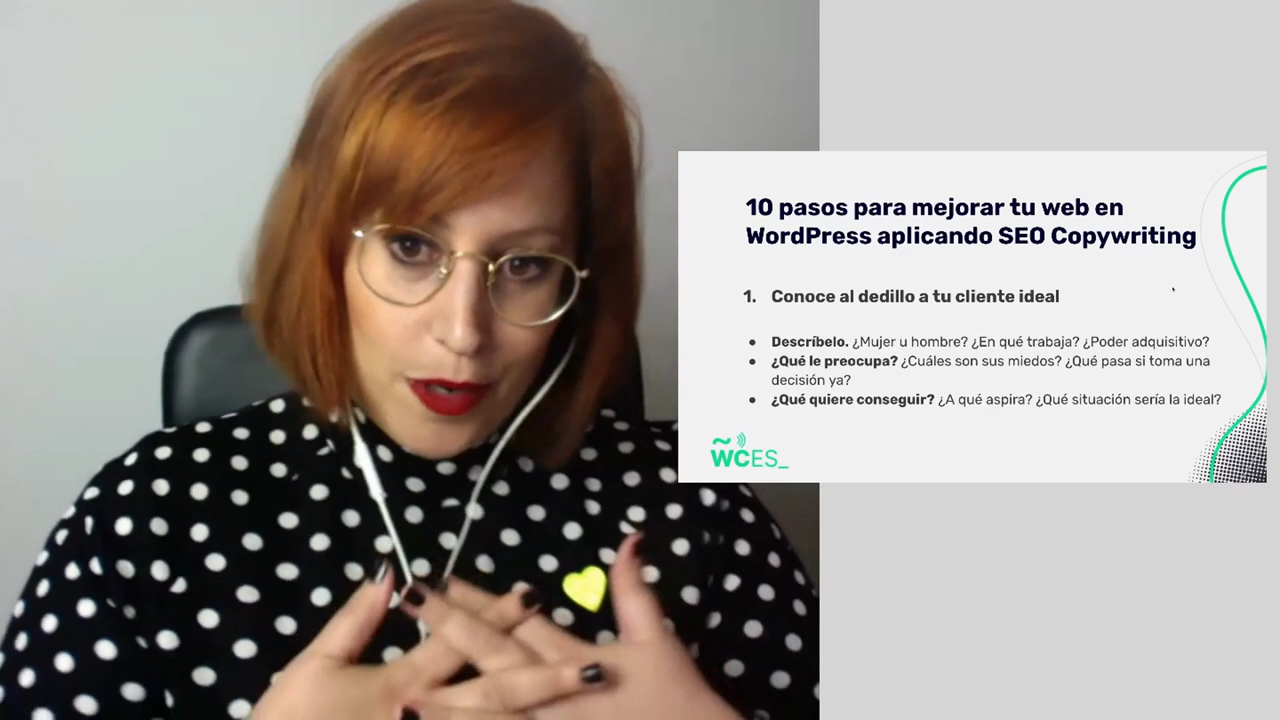 10 pasos para mejorar tu web en
WordPress aplicando SEO Copywriting
1. Conoce al dedillo a tu cliente ideal
● Descríbelo. ¿Mujer u hombre? ¿En qué trabaja? ¿Poder adquisitivo?
● ¿Qué le preocupa? ¿Cuáles son sus miedos? ¿Qué pasa si toma una
decisión ya?
● ¿Qué quiere conseguir? ¿A qué aspira? ¿Qué situación sería la ideal?
WCES_